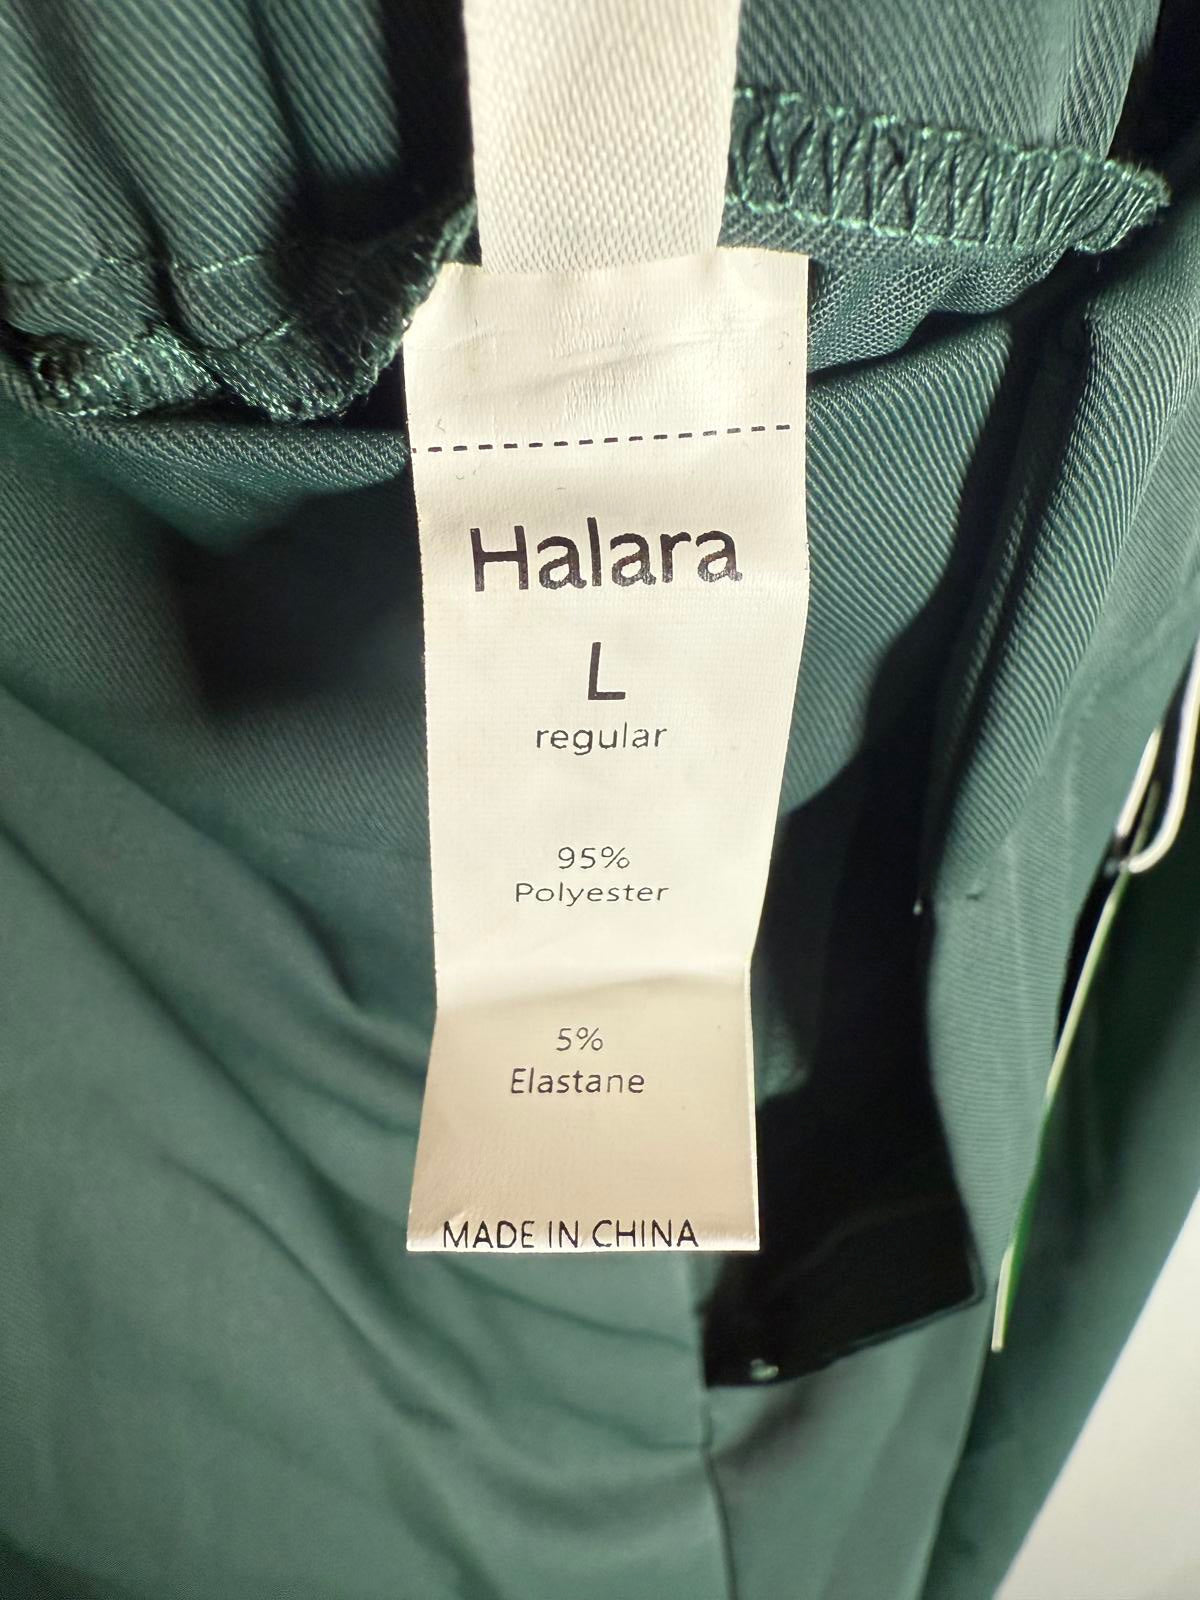 Halara
L
regular
95%
Polyester
5%
Elastane
MADE IN CHINA